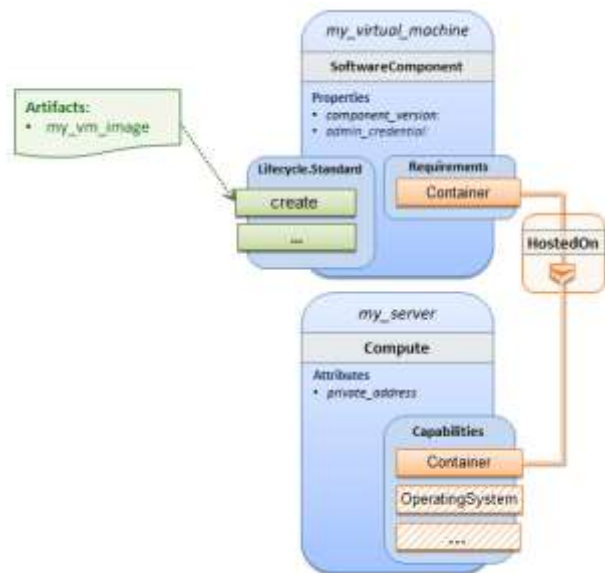 my_virtual_machine
SoftwareComponent
Properties
• component_version:
• admin_credential:
Artifacts:
• my_vm_image
Lifecycle.Standard
create
...
Requirements
Container
HostedOn
my_server
Compute
Attributes
• private_address
Capabilities
Container
OperatingSystem
...